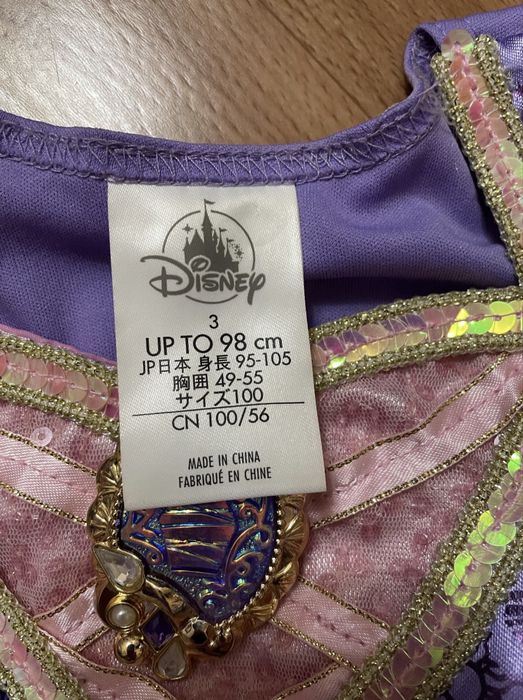 Disney
3
UP TO 98 cm
JP日本 身長 95-105
胸囲 49-55
サイズ100
CN 100/56
MADE IN CHINA
FABRIQUÉ EN CHINE